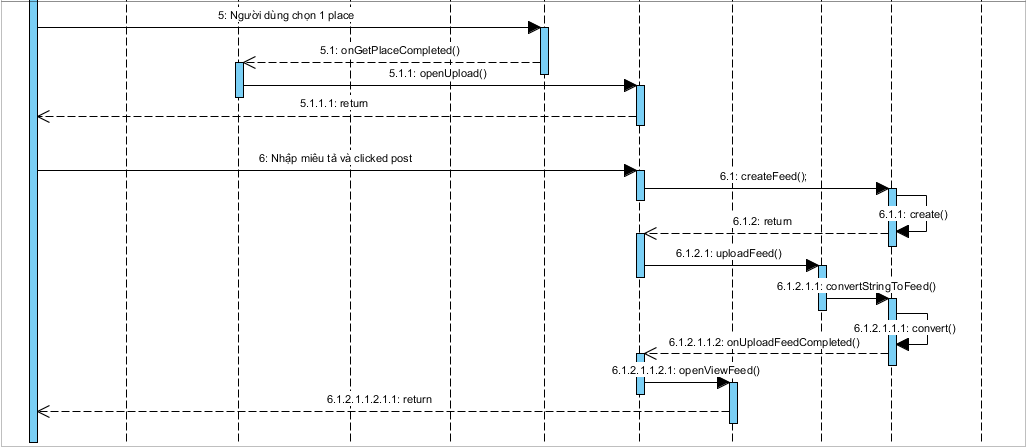 5: Người dùng chọn 1 place
5.1: onGetPlaceCompleted()
5.1.1: openUpload()
5.1.1.1: return
6: Nhập miêu tả và clicked post
6.1: createFeed();
6.1.1: create()
6.1.2: return
6.1.2.1: uploadFeed()
6.1.2.1.1: convertStringToFeed()
6.1.2.1.1.1: convert()
6.1.2.1.1.2: onUploadFeedCompleted()
6.1.2.1.1.2.1: openViewFeed()
6.1.2.1.1.2.1.1: return